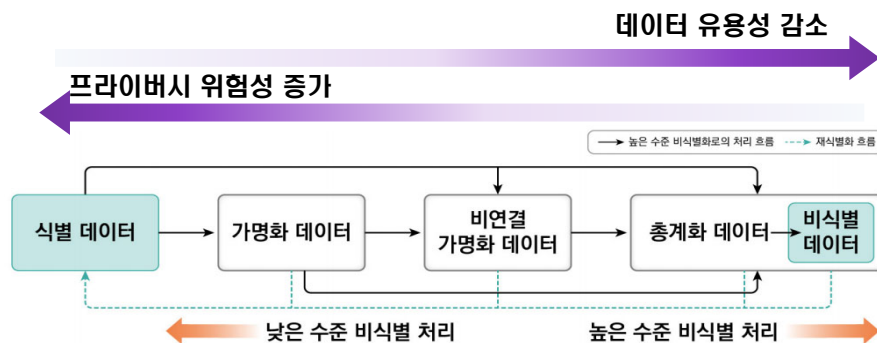 데이터 유용성 감소
프라이버시 위험성 증가
높은 수준 비식별화로의 처리 흐름
재식별화 흐름
식별 데이터
가명화 데이터
비연결
가명화 데이터
총계화 데이터
비식별
데이터
낮은 수준 비식별 처리
높은 수준 비식별 처리